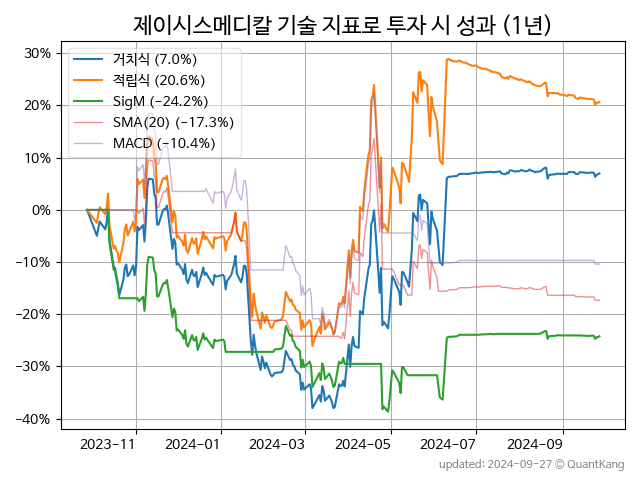 제이시스메디칼 기술 지표로 투자 시 성과 (1년)
거치식 (7.0%)
적립식 (20.6%)
SigM (−24.2%)
SMA(20) (−17.3%)
MACD (−10.4%)
30%
20%
10%
0%
−10%
−20%
−30%
−40%
2023-11 2024-01 2024-03 2024-05 2024-07 2024-09
updated: 2024-09-27 @ QuantKang